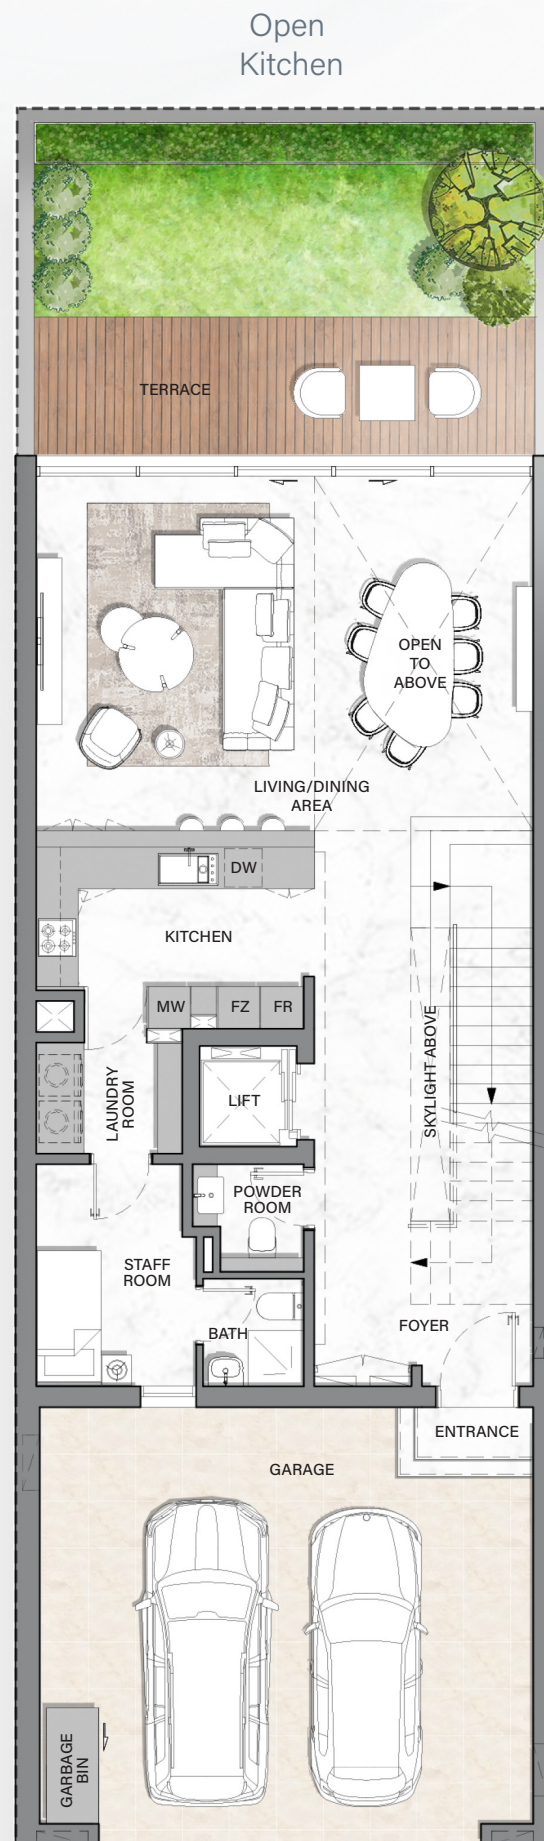 Open
Kitchen
TERRACE
OPEN
TO
ABOVE
LIVING/DINING
AREA
DW
KITCHEN
MW
FZ
FR
SKYLIGHT ABOVE
LAUNDRY
ROOM
LIFT
POWDER
ROOM
STAFF
ROOM
BATH
FOYER
ENTRANCE
GARAGE
GARBAGE
BIN